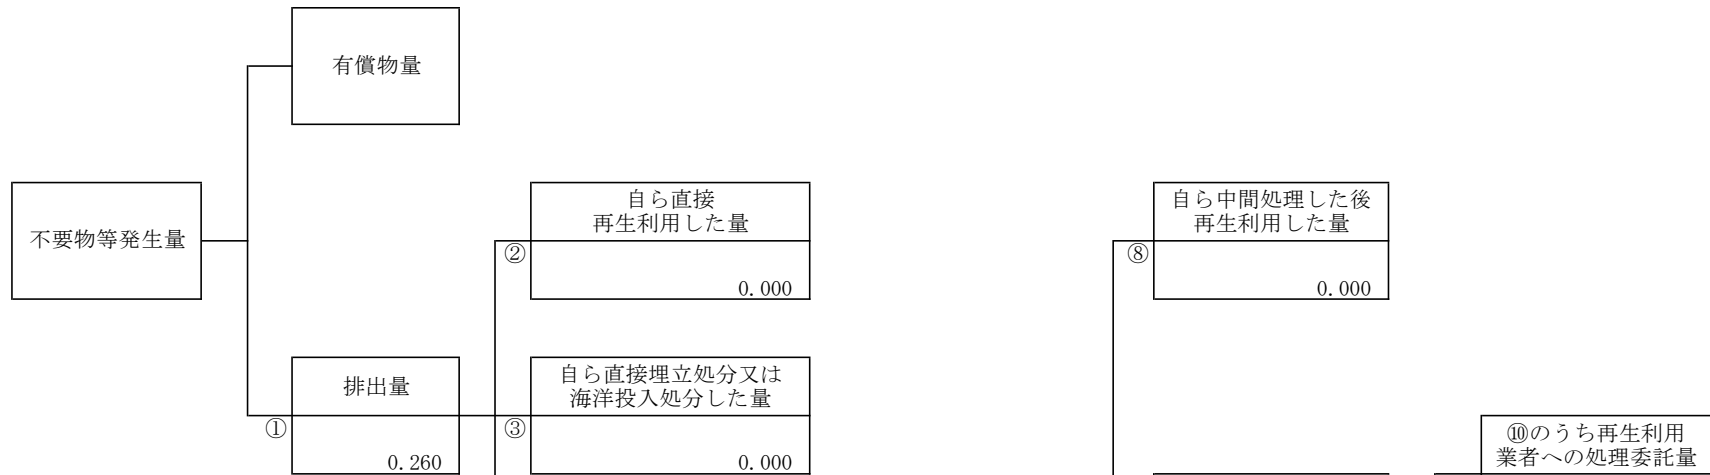 有償物量
不要物等発生量
自ら直接
再生利用した量
②
0.000
自ら中間処理した後
再生利用した量
⑧
0.000
排出量
①
0.260
自ら直接埋立処分又は
海洋投入処分した量
③
0.000
⑩のうち再生利用
業者への処理委託量